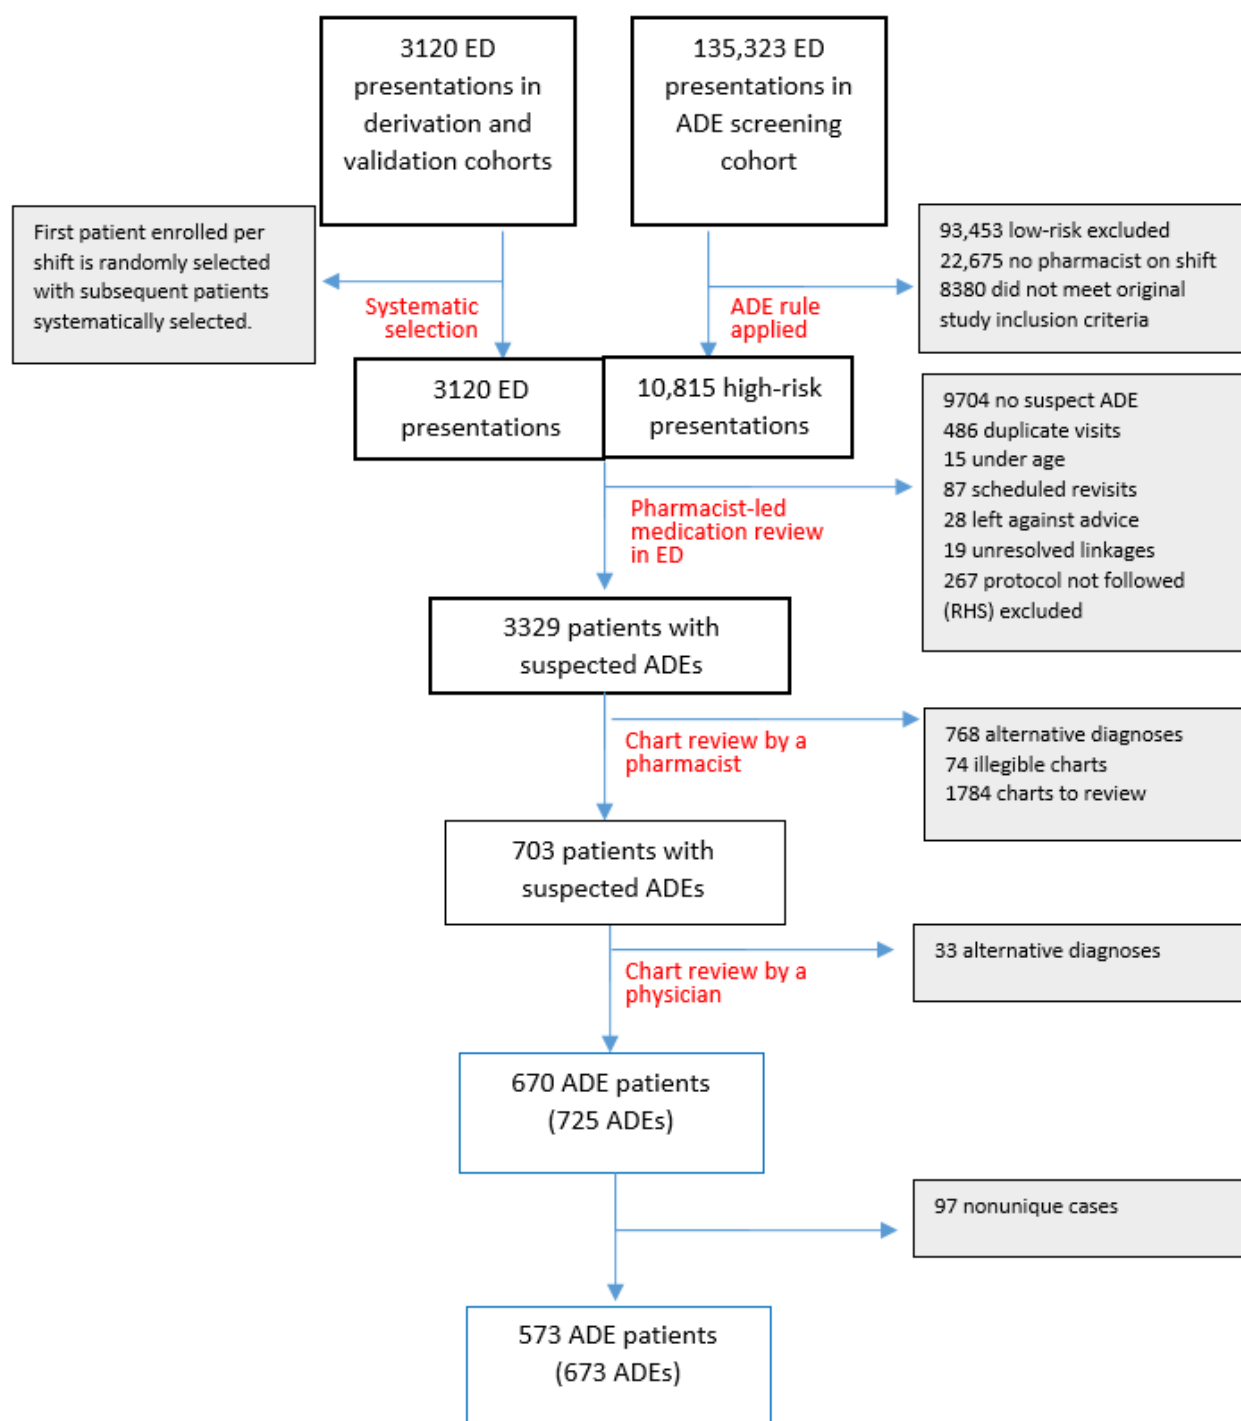 3120 ED
presentations in
derivation and
validation cohorts
135,323 ED
presentations in
ADE screening
cohort
First patient enrolled per
shift is randomly selected
with subsequent patients
systematically selected.
Systematic
selection
ADE rule
applied
93,453 low-risk excluded
22,675 no pharmacist on shift
8380 did not meet original
study inclusion criteria
3120 ED
presentations
10,815 high-risk
presentations
Pharmacist-led
medication review
in ED
9704 no suspect ADE
486 duplicate visits
15 under age
87 scheduled revisits
28 left against advice
19 unresolved linkages
267 protocol not followed
(RHS) excluded
3329 patients with
suspected ADEs
Chart review by a
pharmacist
768 alternative diagnoses
74 illegible charts
1784 charts to review
703 patients with
suspected ADEs
Chart review by a
physician
33 alternative diagnoses
670 ADE patients
(725 ADEs)
97 nonunique cases
573 ADE patients
(673 ADEs)